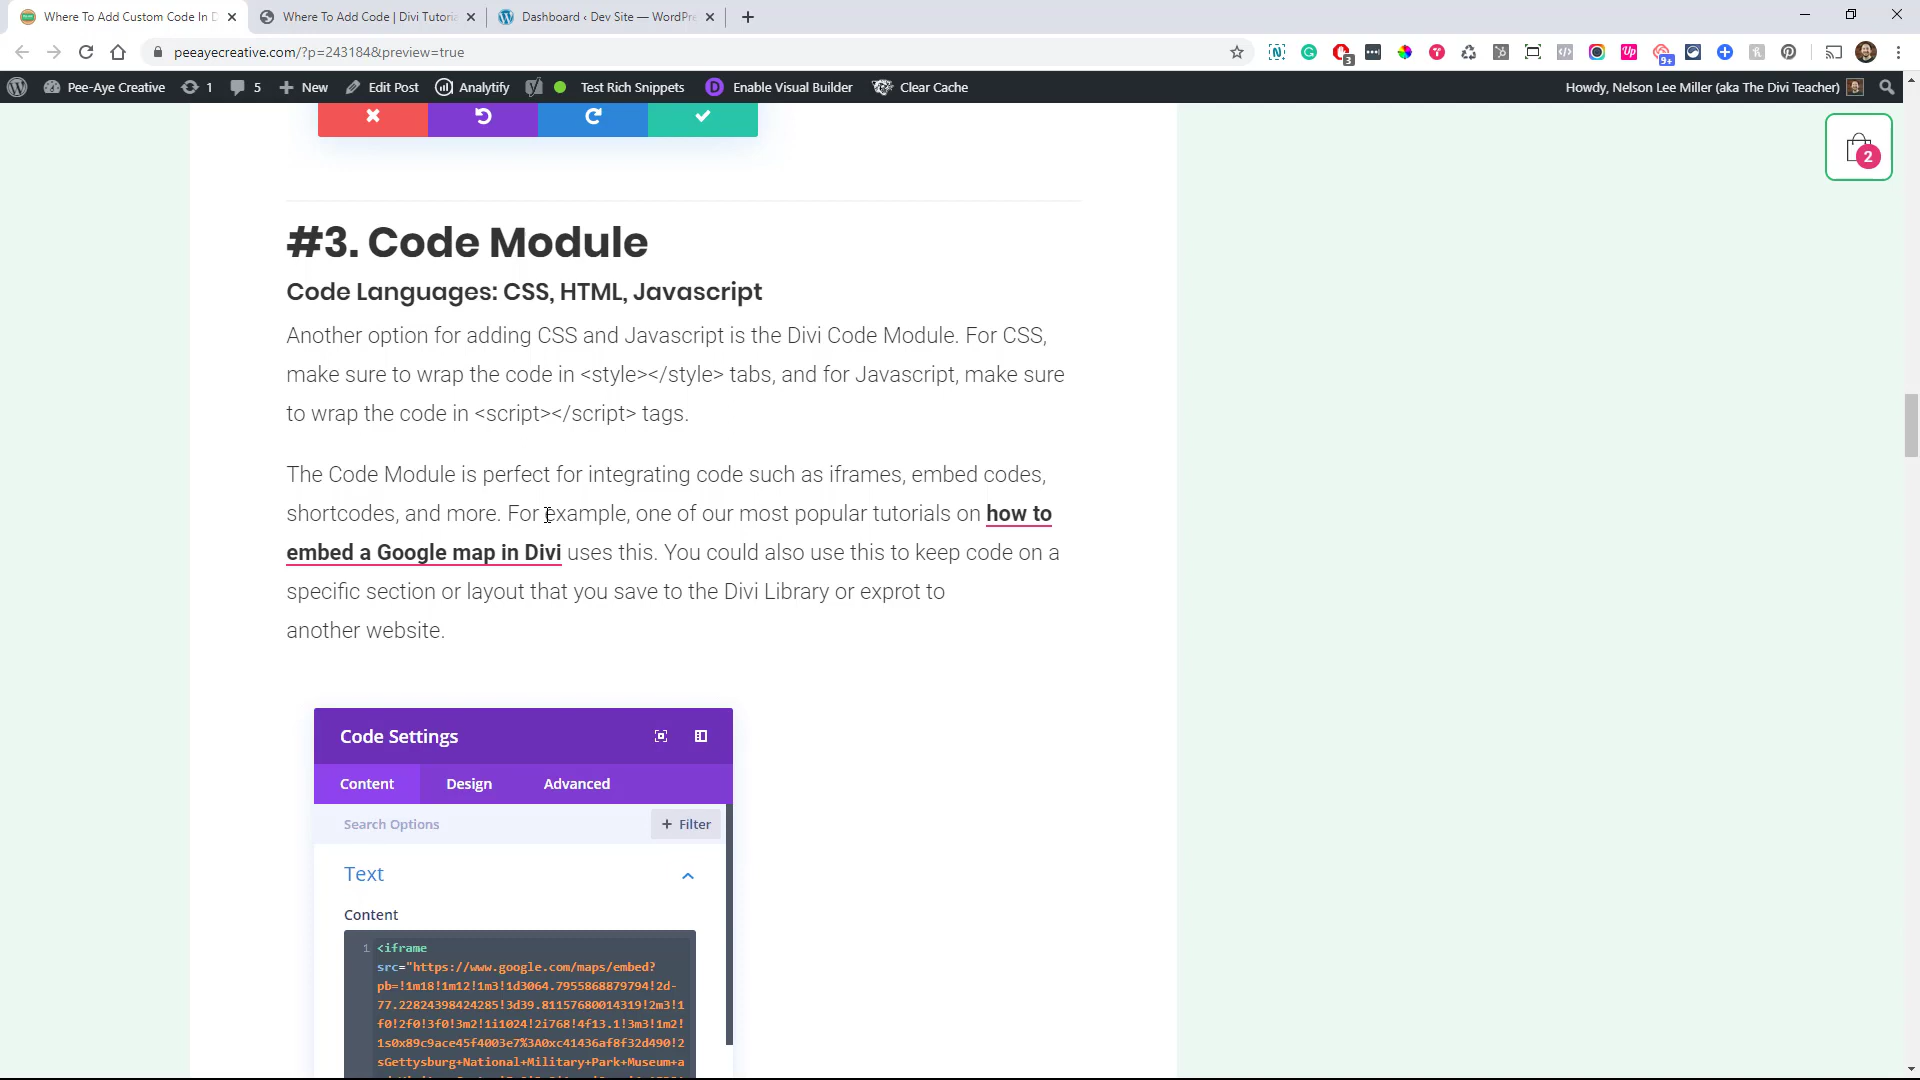 Where To Add Custom Code In D
Where To Add Code | Divi Tutoria
Dashboard ‹ Dev Site — WordPre
peeayecreative.com/?p=243184&preview=true
3
Up
9+
Pee-Aye Creative
1
5
New
Edit Post
Analytify
Test Rich Snippets
D
Enable Visual Builder
Clear Cache
Howdy, Nelson Lee Miller (aka The Divi Teacher)
2
#3. Code Module
Code Languages: CSS, HTML, Javascript
Another option for adding CSS and Javascript is the Divi Code Module. For CSS,
make sure to wrap the code in <style></style> tabs, and for Javascript, make sure
to wrap the code in <script></script> tags.
The Code Module is perfect for integrating code such as iframes, embed codes,
shortcodes, and more. For example, one of our most popular tutorials on how to
embed a Google map in Divi uses this. You could also use this to keep code on a
specific section or layout that you save to the Divi Library or exprot to
another website.
Code Settings
Content
Design
Advanced
Search Options
+ Filter
Text
Content
1 <iframe
src="https://www.google.com/maps/embed?
pb=!1m18!1m12!1m3!1d3064.7955868879794!2d-
77.22824398424285!3d39.81157680014319!2m3!1
f0!2f0!3f0!3m2!1i1024!2i768!4f13.1!3m3!1m2!
1s0x89c9ace45f4003e7%3A0xc41436af8f32d490!2
sGettysburg+National+Military+Park+Museum+a